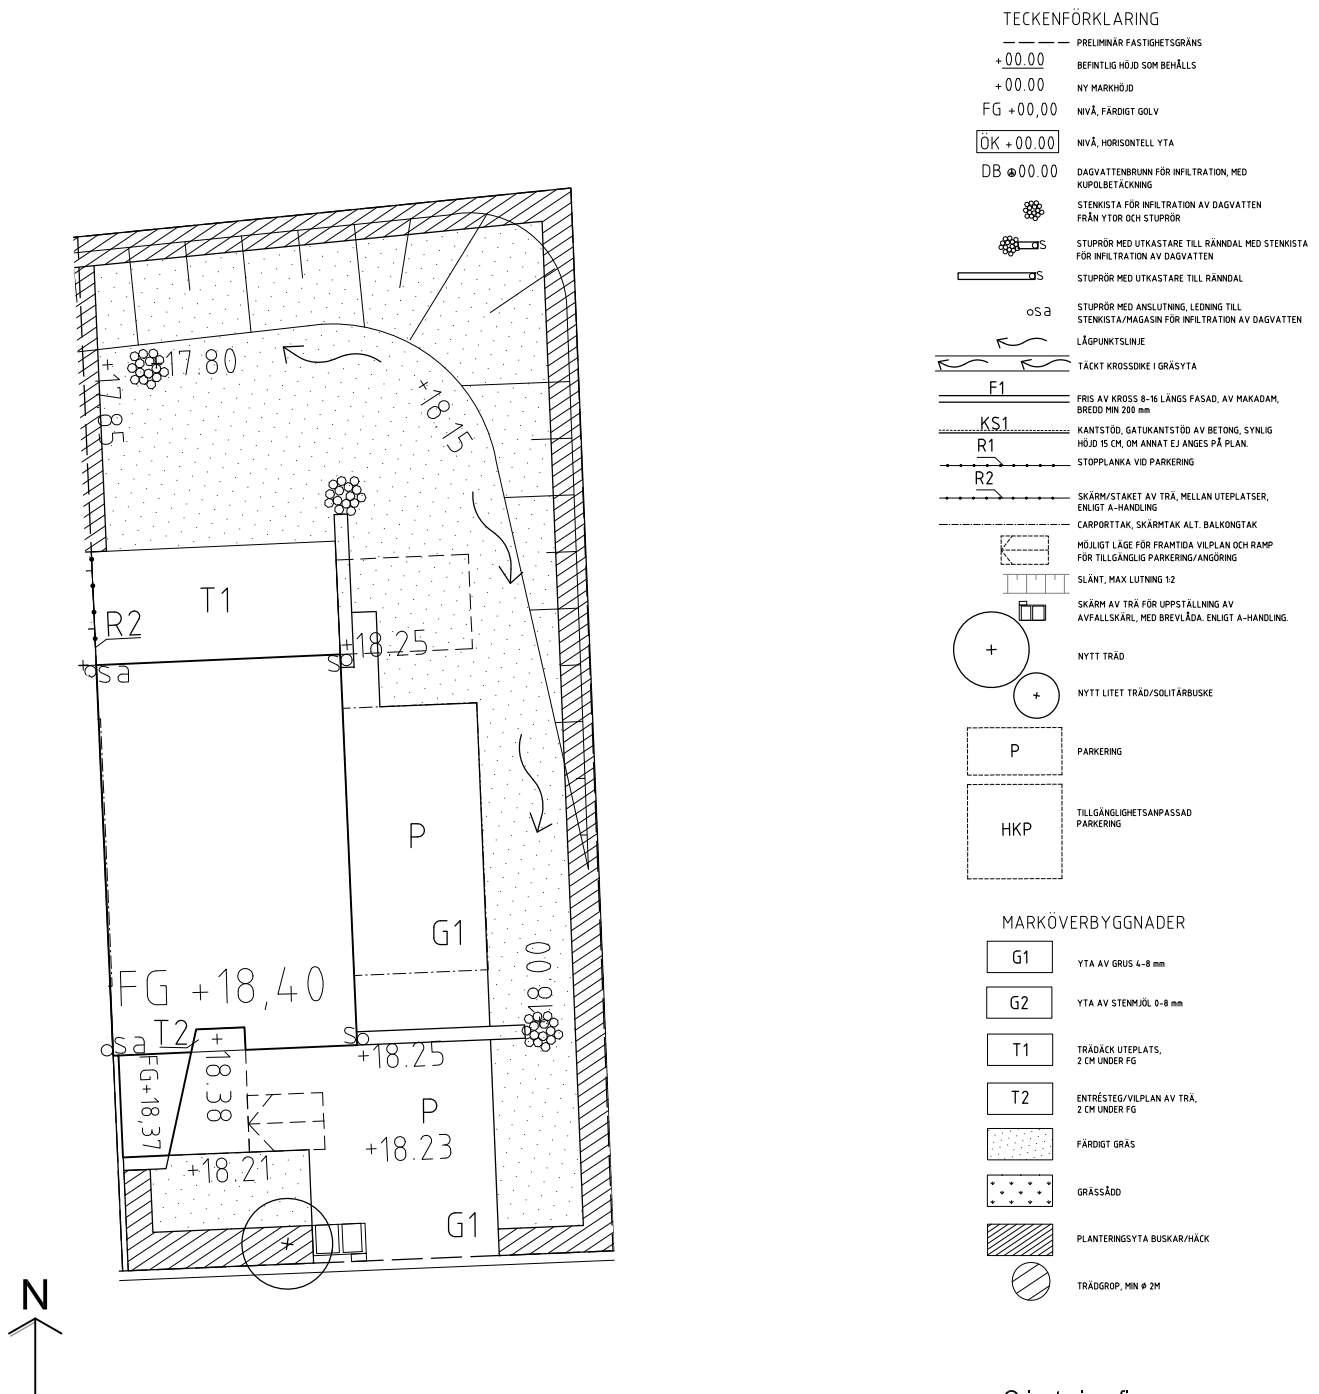 +17.80
+17.85
+18.15
T1
R2
+18.25
sa
s
P
G1
+18.00
FG +18,40
T2
sa
s
+18.25
FG+18,37
+18.38
P
+18.23
+18.21
G1
N
TECKENFÖRKLARING
PRELIMINÄR FASTIGHETSGRÄNS
+00.00 BEFINTLIG HÖJD SOM BEHÅLLS
+00.00 NY MARKHÖJD
FG +00,00 NIVÅ, FÄRDIGT GOLV
ÖK +00.00 NIVÅ, HORISONTELL YTA
DB 00.00 DAGVATTENBRUNN FÖR INFILTRATION, MED
KUPOLBETÄCKNING
STENKISTA FÖR INFILTRATION AV DAGVATTEN
FRÅN YTOR OCH STUPRÖR
s STUPRÖR MED UTKASTARE TILL RÄNNDAL MED STENKISTA
FÖR INFILTRATION AV DAGVATTEN
s STUPRÖR MED UTKASTARE TILL RÄNNDAL
sa STUPRÖR MED ANSLUTNING, LEDNING TILL
STENKISTA/MAGASIN FÖR INFILTRATION AV DAGVATTEN
LÅGPUNKTSLINJE
TÄCKT KROSSDIKE I GRÄSYTA
F1 FRIS AV KROSS 8-16 LÄNGS FASAD, AV MAKADAM,
BREDD MIN 200 mm
KS1 KANTSTÖD, GATUKANTSTÖD AV BETONG, SYNLIG
HÖJD 15 CM, OM ANNAT EJ ANGES PÅ PLAN.
R1 STOPPLANKA VID PARKERING
R2 SKÄRM/STAKET AV TRÄ, MELLAN UTEPLATSER,
ENLIGT A-HANDLING
CARPORTTAK, SKÄRMTAK ALT. BALKONGTAK
MÖJLIGT LÄGE FÖR FRAMTIDA VILPLAN OCH RAMP
FÖR TILLGÄNGLIG PARKERING/ANGÖRING
SLÄNT, MAX LUTNING 1:2
SKÄRM AV TRÄ FÖR UPPSTÄLLNING AV
AVFALLSKÄRL, MED BREVLÅDA. ENLIGT A-HANDLING.
NYTT TRÄD
NYTT LITET TRÄD/SOLITÄRBUSKE
P PARKERING
HKP TILLGÄNGLIGHETSANPASSAD
PARKERING
MARKÖVERBYGGNADER
G1 YTA AV GRUS 4-8 mm
G2 YTA AV STENMJÖL 0-8 mm
T1 TRÄDÄCK UTEPLATS,
2 CM UNDER FG
T2 ENTRÉSTEG/VILPLAN AV TRÄ,
2 CM UNDER FG
FÄRDIGT GRÄS
GRÄSSÅDD
PLANTERINGSYTA BUSKAR/HÄCK
TRÄDGROP, MIN Ø 2M